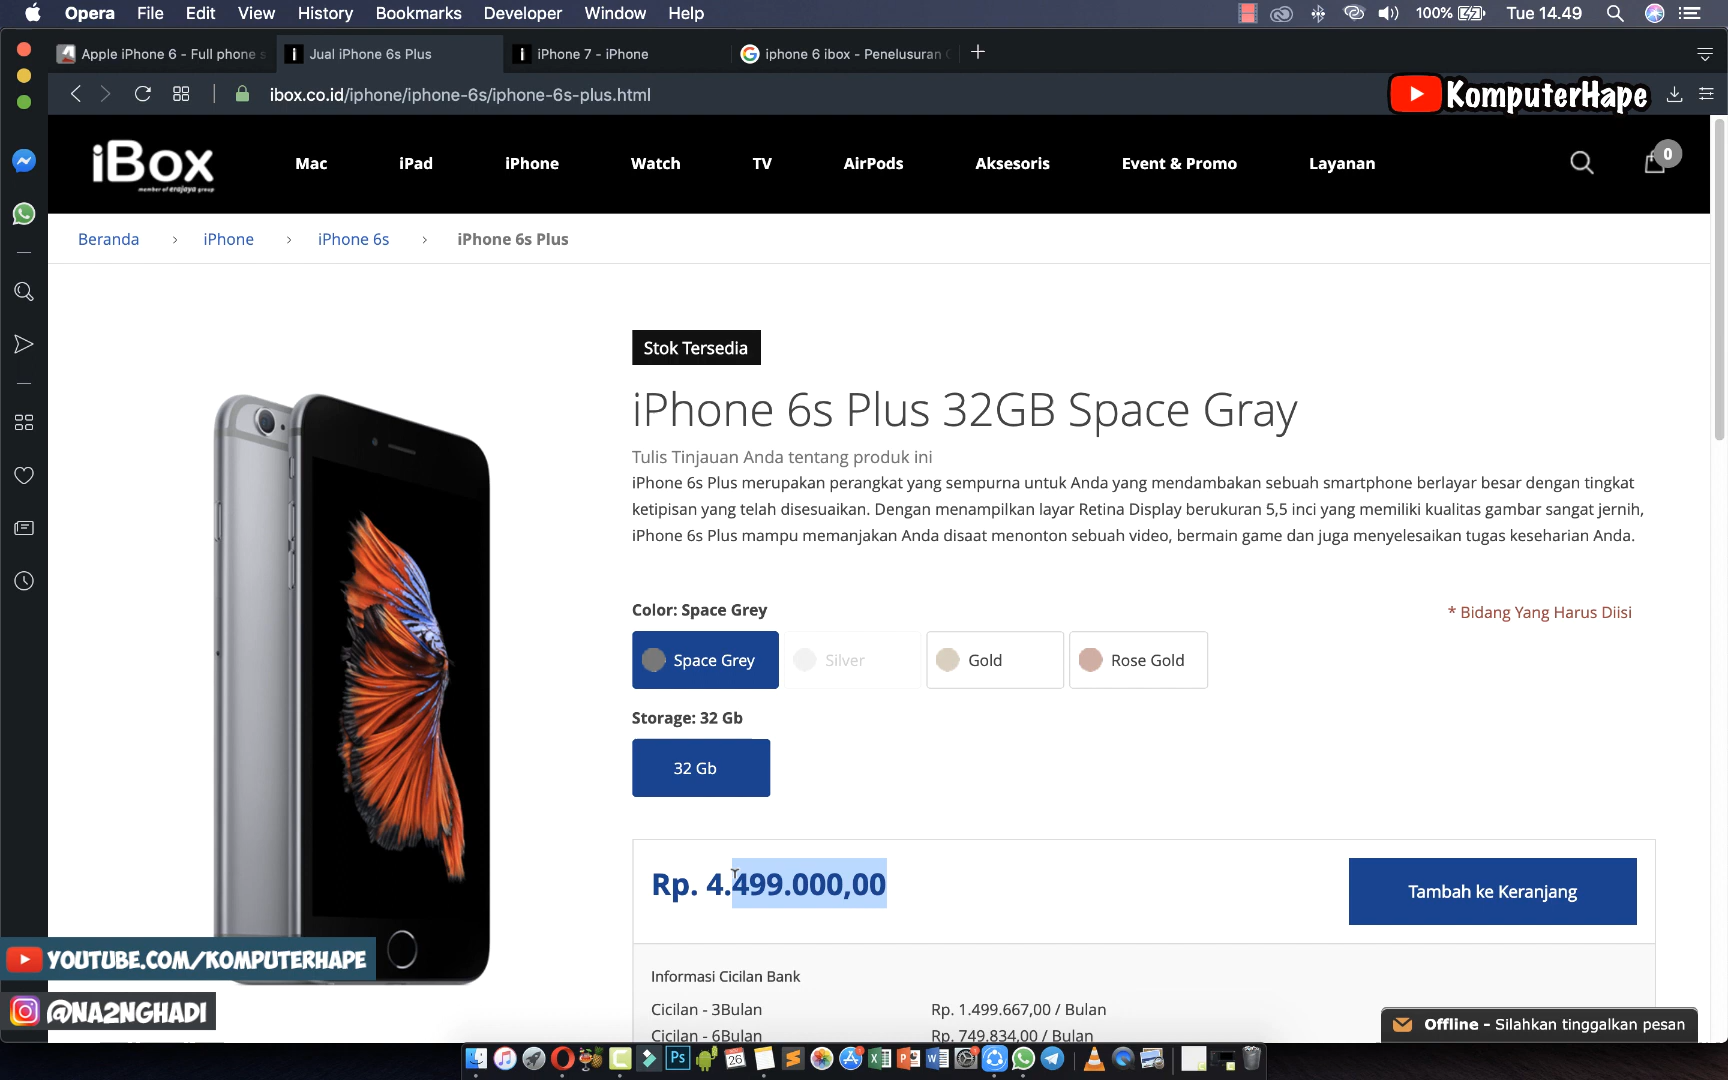 Opera File Edit View History Bookmarks Developer Window Help 100% Tue 14.49
Apple iPhone 6 - Full phone s Jual iPhone 6s Plus iPhone 7 - iPhone iphone 6 ibox - Penelusuran
ibox.co.id/iphone/iphone-6s/iphone-6s-plus.html
KomputerHape
iBox
member of erajaya group
Mac iPad iPhone Watch TV AirPods Aksesoris Event & Promo Layanan 0
Beranda › iPhone › iPhone 6s › iPhone 6s Plus
Stok Tersedia
iPhone 6s Plus 32GB Space Gray
Tulis Tinjauan Anda tentang produk ini
iPhone 6s Plus merupakan perangkat yang sempurna untuk Anda yang mendambakan sebuah smartphone berlayar besar dengan tingkat
ketipisan yang telah disesuaikan. Dengan menampilkan layar Retina Display berukuran 5,5 inci yang memiliki kualitas gambar sangat jernih,
iPhone 6s Plus mampu memanjakan Anda disaat menonton sebuah video, bermain game dan juga menyelesaikan tugas keseharian Anda.
Color: Space Grey
* Bidang Yang Harus Diisi
Space Grey Silver Gold Rose Gold
Storage: 32 Gb
32 Gb
Rp. 4.499.000,00
Tambah ke Keranjang
Informasi Cicilan Bank
Cicilan - 3Bulan Rp. 1.499.667,00 / Bulan
Cicilan - 6Bulan Rp. 749.834,00 / Bulan
YOUTUBE.COM/KOMPUTERHAPE
@NA2NGHADI
Offline - Silahkan tinggalkan pesan
Ps 26